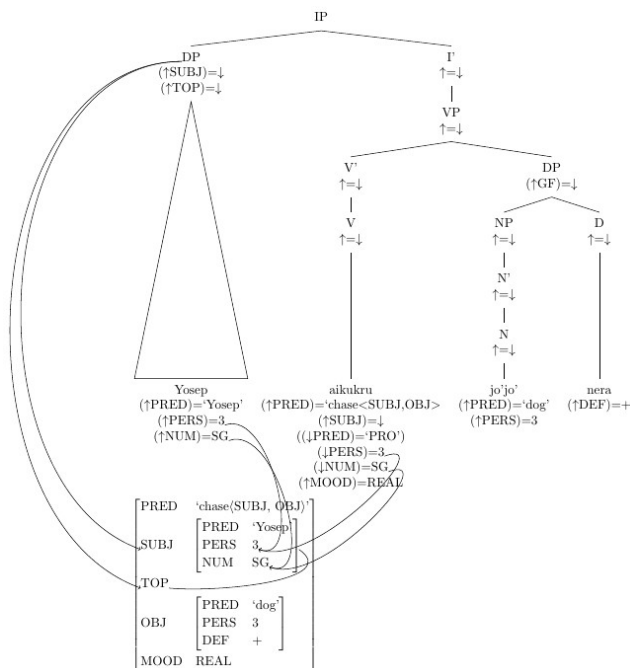 IP
DP
(↑SUBJ)=↓
(↑TOP)=↓
I'
↑=↓
VP
↑=↓
V'
↑=↓
DP
(↑GF)=↓
V
↑=↓
NP
↑=↓
D
↑=↓
N'
↑=↓
N
↑=↓
Yosep
(↑PRED)=‘Yosep’
(↑PERS)=3
(↑NUM)=SG
aikukru
(↑PRED)=‘chase<SUBJ,OBJ>
(↑SUBJ)=↓
((↓PRED)=‘PRO’)
(↓PERS)=3
(↓NUM)=SG
(↑MOOD)=REAL
jo’jo’
(↑PRED)=‘dog’
(↑PERS)=3
nera
(↑DEF)=+
PRED ‘chase⟨SUBJ, OBJ⟩’
SUBJ
PRED ‘Yosep’
PERS 3
NUM SG
TOP
OBJ
PRED ‘dog’
PERS 3
DEF +
MOOD REAL